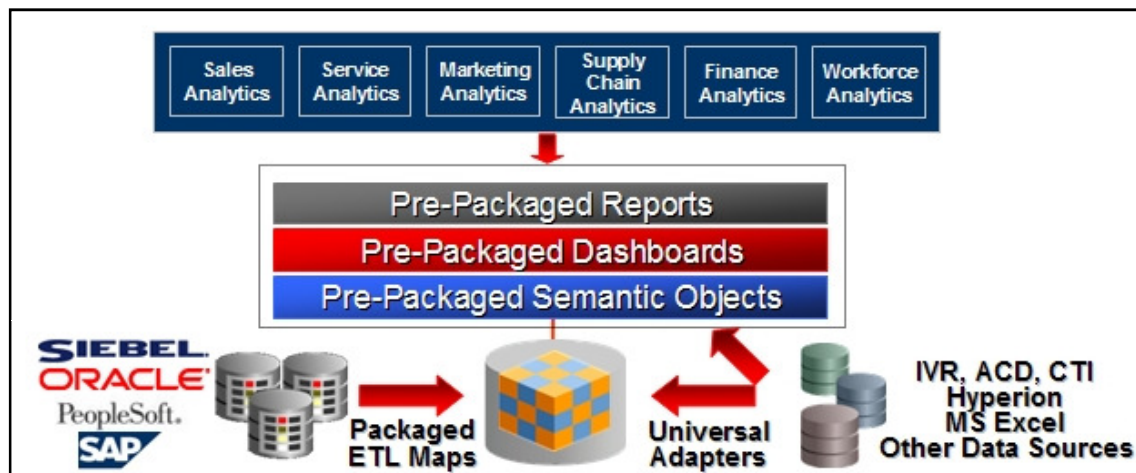 Sales
Analytics
Service
Analytics
Marketing
Analytics
Supply
Chain
Analytics
Finance
Analytics
Workforce
Analytics
Pre-Packaged Reports
Pre-Packaged Dashboards
Pre-Packaged Semantic Objects
SIEBEL.
ORACLE®
PeopleSoft.
SAP
Packaged
ETL Maps
Universal
Adapters
IVR, ACD, CTI
Hyperion
MS Excel
Other Data Sources